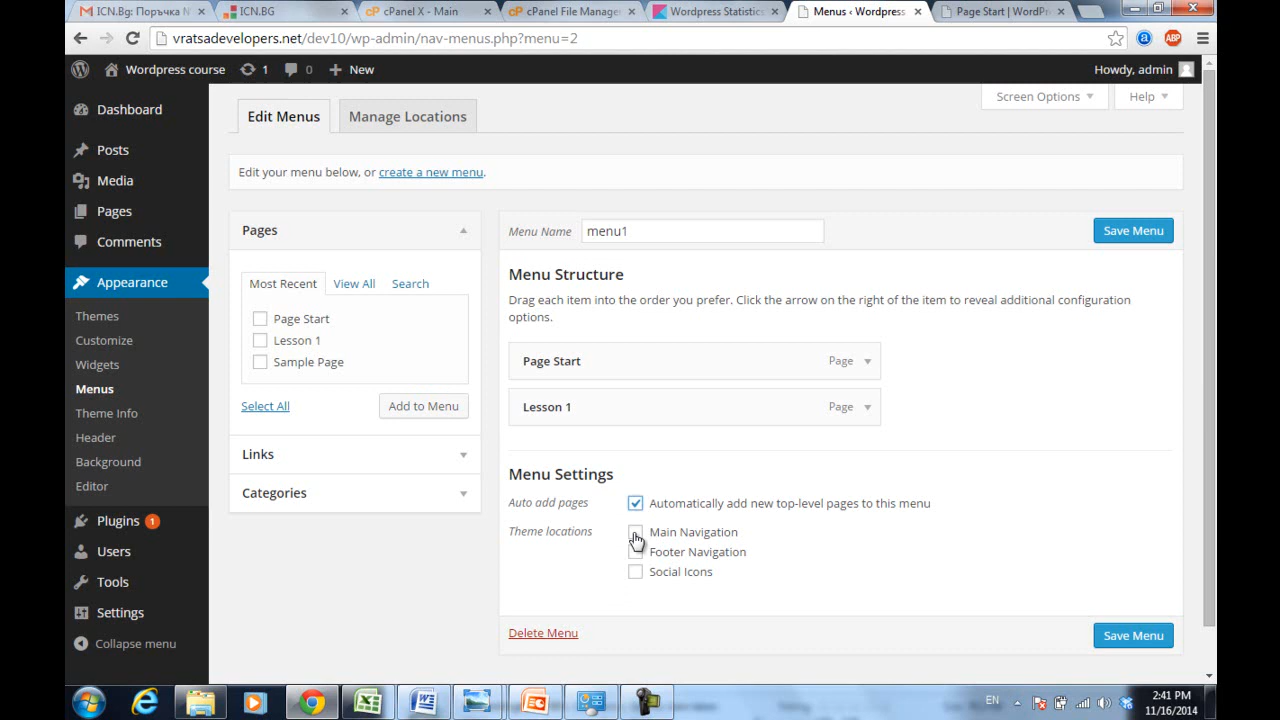 ICN.Bg: Поръчка N
ICN.BG
cPanel X - Main
cPanel File Manager
Wordpress Statistics,
Menus ‹ Wordpress
Page Start | WordPr
vratsadevelopers.net/dev10/wp-admin/nav-menus.php?menu=2
Wordpress course
1
0
New
Howdy, admin
Dashboard
Posts
Media
Pages
Comments
Appearance
Themes
Customize
Widgets
Menus
Theme Info
Header
Background
Editor
Plugins 1
Users
Tools
Settings
Collapse menu
Screen Options
Help
Edit Menus
Manage Locations
Edit your menu below, or create a new menu.
Pages
Most Recent
View All
Search
Page Start
Lesson 1
Sample Page
Select All
Add to Menu
Links
Categories
Menu Name
menu1
Save Menu
Menu Structure
Drag each item into the order you prefer. Click the arrow on the right of the item to reveal additional configuration
options.
Page Start
Page
Lesson 1
Page
Menu Settings
Auto add pages
Automatically add new top-level pages to this menu
Theme locations
Main Navigation
Footer Navigation
Social Icons
Delete Menu
Save Menu
EN
2:41 PM
11/16/2014